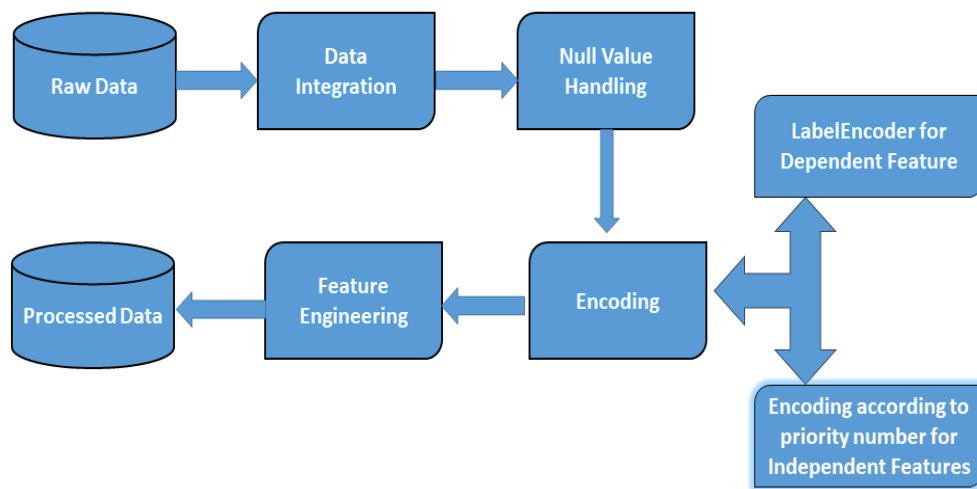 Raw Data
Data
Integration
Null Value
Handling
LabelEncoder for
Dependent Feature
Encoding
Feature
Engineering
Processed Data
Encoding according to
priority number for
Independent Features